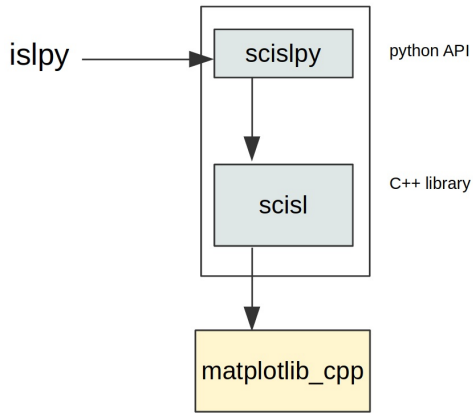 islpy
scislpy
python API
scisl
C++ library
matplotlib_cpp